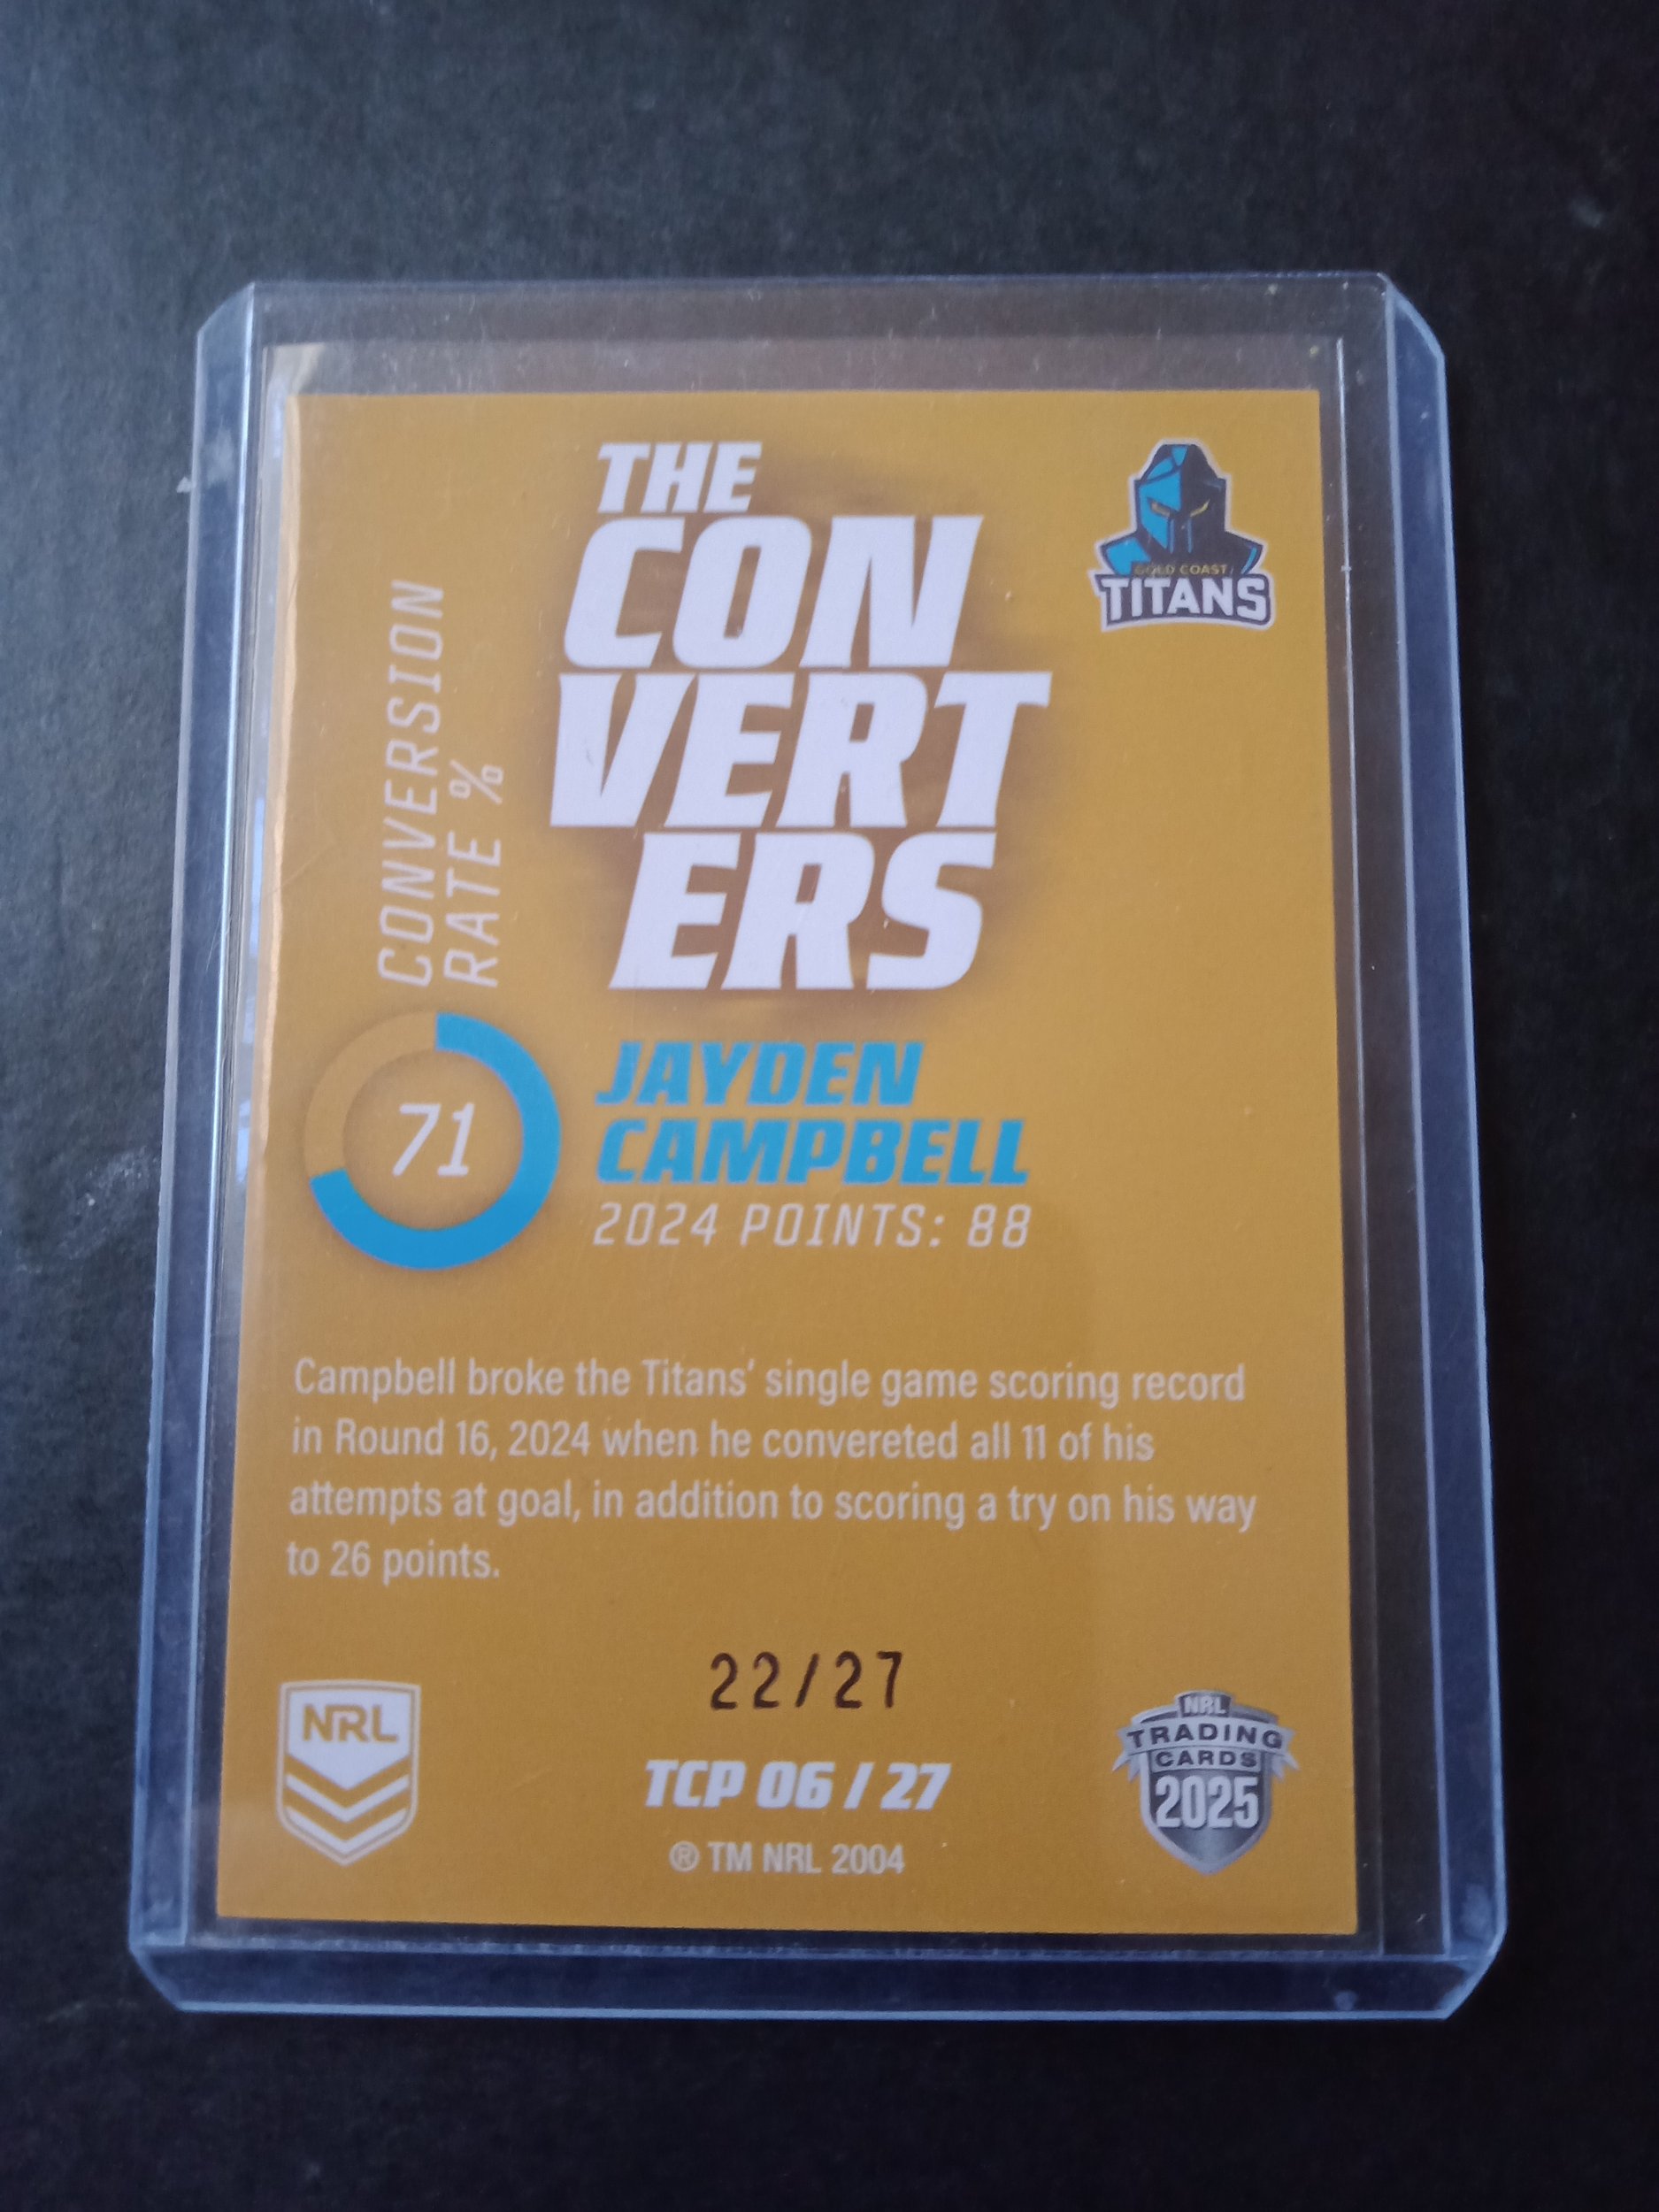 THE
CON
VERT
ERS
GOLD COAST
TITANS
CONVERSION
RATE %
71
JAYDEN
CAMPBELL
2024 POINTS: 88
Campbell broke the Titans' single game scoring record
in Round 16, 2024 when he convereted all 11 of his
attempts at goal, in addition to scoring a try on his way
to 26 points.
22/27
NRL
TCP 06 / 27
® TM NRL 2004
NRL
TRADING
CARDS
2025